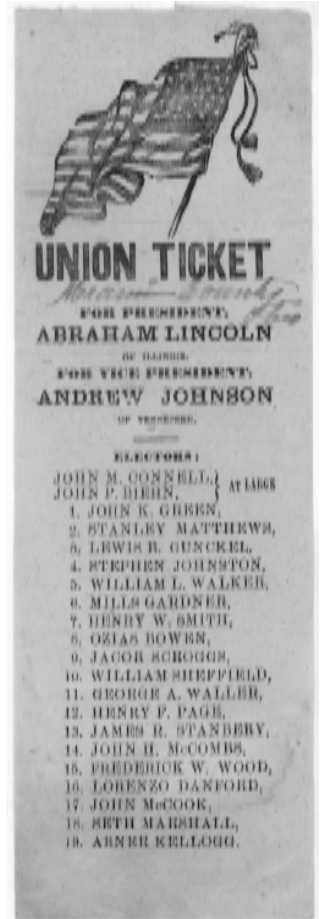 UNION TICKET
County
FOR PRESIDENT,
ABRAHAM LINCOLN
OF ILLINOIS.
FOR VICE PRESIDENT,
ANDREW JOHNSON
OF TENNESSEE.
ELECTORS:
JOHN M. CONNELL, } AT LARGE
JOHN P. BIEHN, }
1. JOHN K. GREEN,
2. STANLEY MATTHEWS,
3. LEWIS B. GUNCKEL,
4. STEPHEN JOHNSTON,
5. WILLIAM L. WALKER,
6. MILLS GARDNER,
7. HENRY W. SMITH,
8. OZIAS BOWEN,
9. JACOB SCROGGS,
10. WILLIAM SHEFFIELD,
11. GEORGE A. WALLER,
12. HENRY F. PAGE,
13. JAMES R. STANBERY,
14. JOHN H. McCOMBS,
15. FREDERICK W. WOOD,
16. LORENZO DANFORD,
17. JOHN McCOOK,
18. SETH MARSHALL,
19. ABNER KELLOGG.